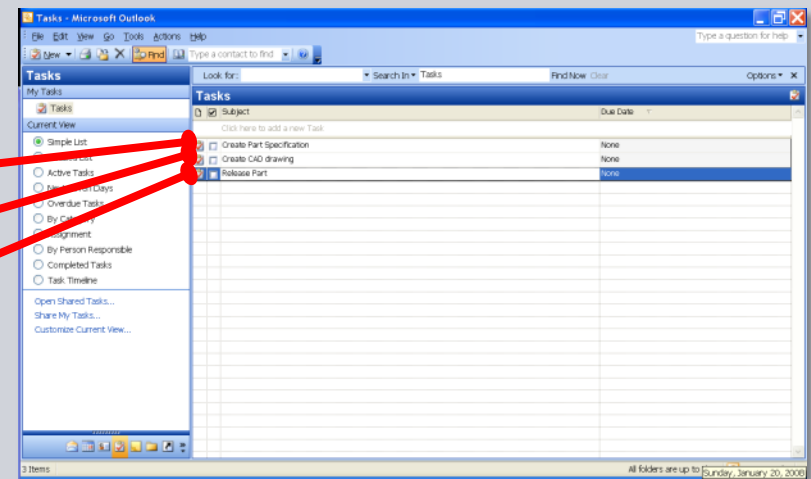 Tasks - Microsoft Outlook
File Edit View Go Tools Actions Help
Type a question for help
New Find Type a contact to find
Tasks
Look for: Search In Tasks Find Now Clear Options
My Tasks
Tasks
Tasks
Subject Due Date
Current View
Click here to add a new Task
Simple List
Create Part Specification None
List
Create CAD drawing None
Active Tasks
Release Part None
Days
Overdue Tasks
By
Assignment
By Person Responsible
Completed Tasks
Task Timeline
Open Shared Tasks...
Share My Tasks...
Customize Current View...
3 Items
All folders are up to
Sunday, January 20, 2008